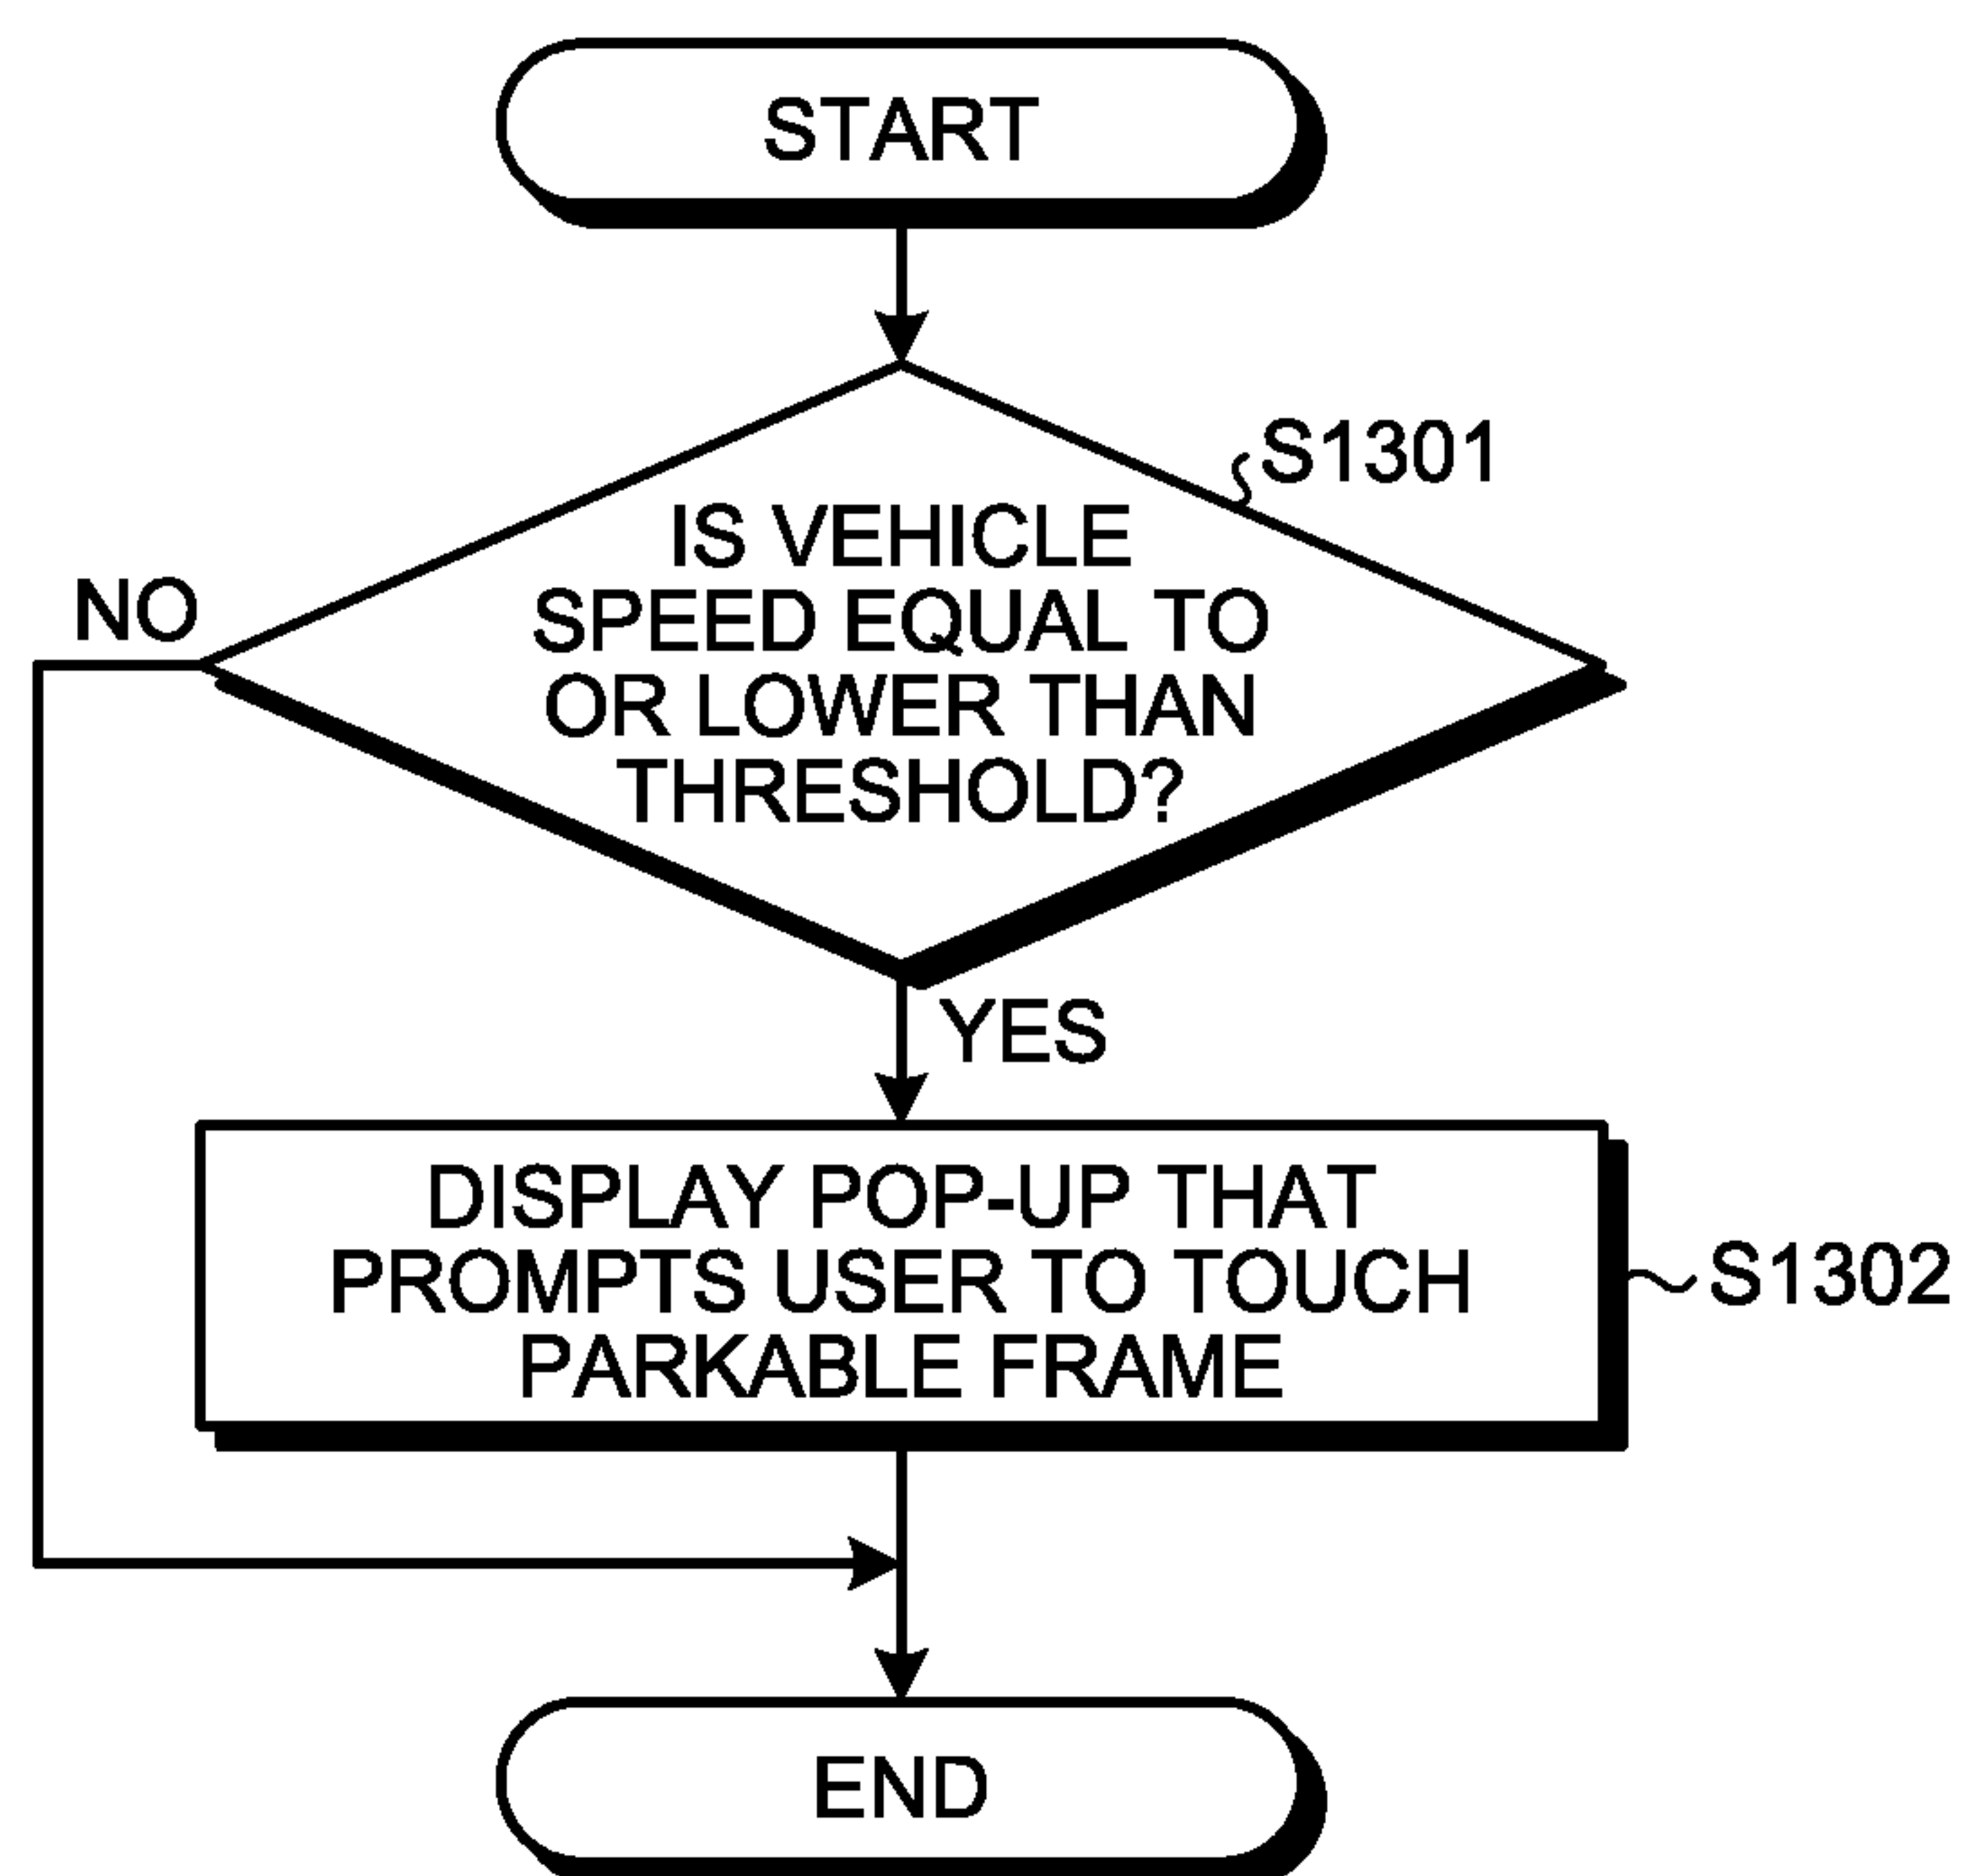 START
S1301
IS VEHICLE
SPEED EQUAL TO
OR LOWER THAN
THRESHOLD?
NO
YES
DISPLAY POP-UP THAT
PROMPTS USER TO TOUCH
PARKABLE FRAME
S1302
END